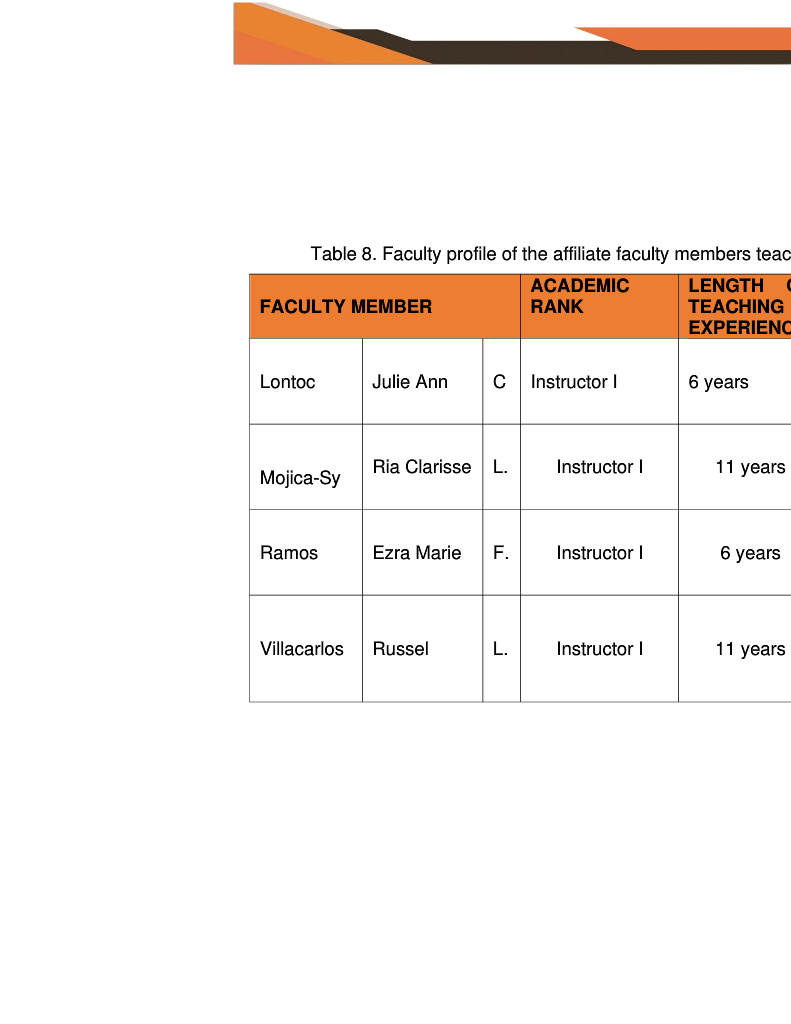 Table 8. Faculty profile of the affiliate faculty members teac
FACULTY MEMBER ACADEMIC RANK LENGTH TEACHING EXPERIENC
Lontoc Julie Ann C Instructor I 6 years
Mojica-Sy Ria Clarisse L. Instructor I 11 years
Ramos Ezra Marie F. Instructor I 6 years
Villacarlos Russel L. Instructor I 11 years